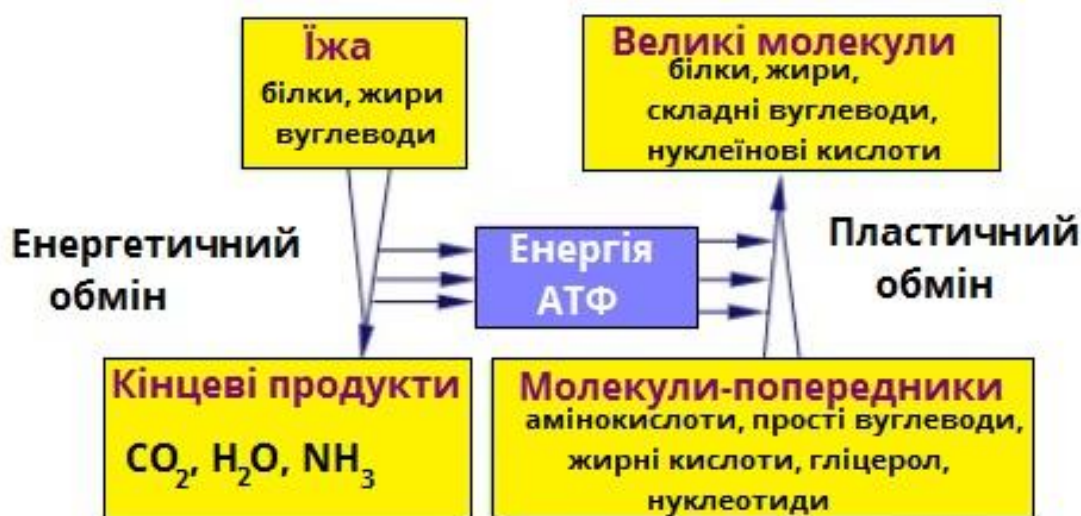 Їжа
білки, жири
вуглеводи
Великі молекули
білки, жири,
складні вуглеводи,
нуклеїнові кислоти
Енергетичний
обмін
Енергія
АТФ
Пластичний
обмін
Кінцеві продукти
CO₂, H₂O, NH₃
Молекули-попередники
амінокислоти, прості вуглеводи,
жирні кислоти, гліцерол,
нуклеотиди